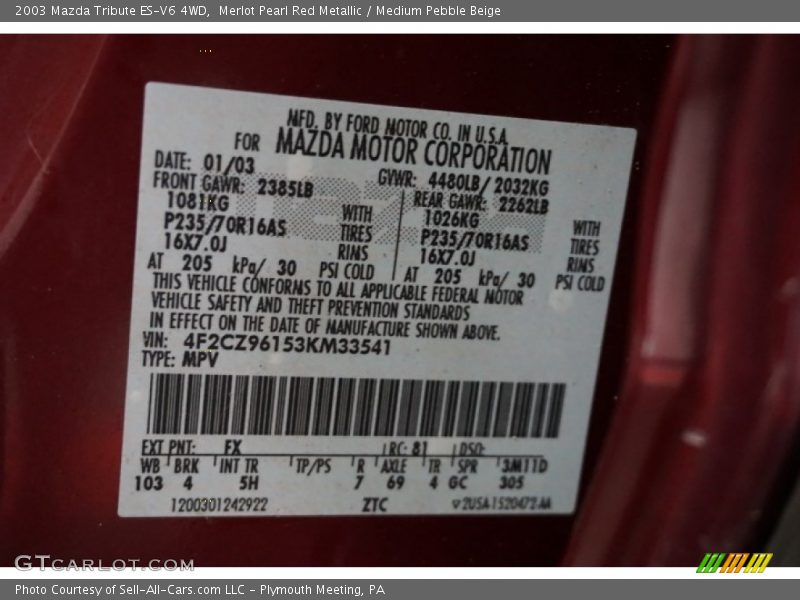 2003 Mazda Tribute ES-V6 4WD,  Merlot Pearl Red Metallic / Medium Pebble Beige
MFD. BY FORD MOTOR CO. IN U.S.A.
FOR MAZDA MOTOR CORPORATION
DATE: 01/03 GVWR: 4480LB/ 2032KG
FRONT GAWR: 2385LB REAR GAWR: 2262LB
1081KG WITH 1026KG WITH
P235/70R16AS TIRES P235/70R16AS TIRES
16X7.0J RIMS 16X7.0J RIMS
AT 205 kPa/ 30 PSI COLD AT 205 kPa/ 30 PSI COLD
THIS VEHICLE CONFORMS TO ALL APPLICABLE FEDERAL MOTOR
VEHICLE SAFETY AND THEFT PREVENTION STANDARDS
IN EFFECT ON THE DATE OF MANUFACTURE SHOWN ABOVE.
VIN: 4F2CZ96153KM33541
TYPE: MPV
EXT PNT: FX RC: 81 DSO:
WB BRK INT TR TP/PS R AXLE TR SPR 3M11D
103 4 5H 7 69 4 GC 305
1200301242922 ZTC
GTCARLOT.COM
Photo Courtesy of Sell-All-Cars.com LLC - Plymouth Meeting, PA